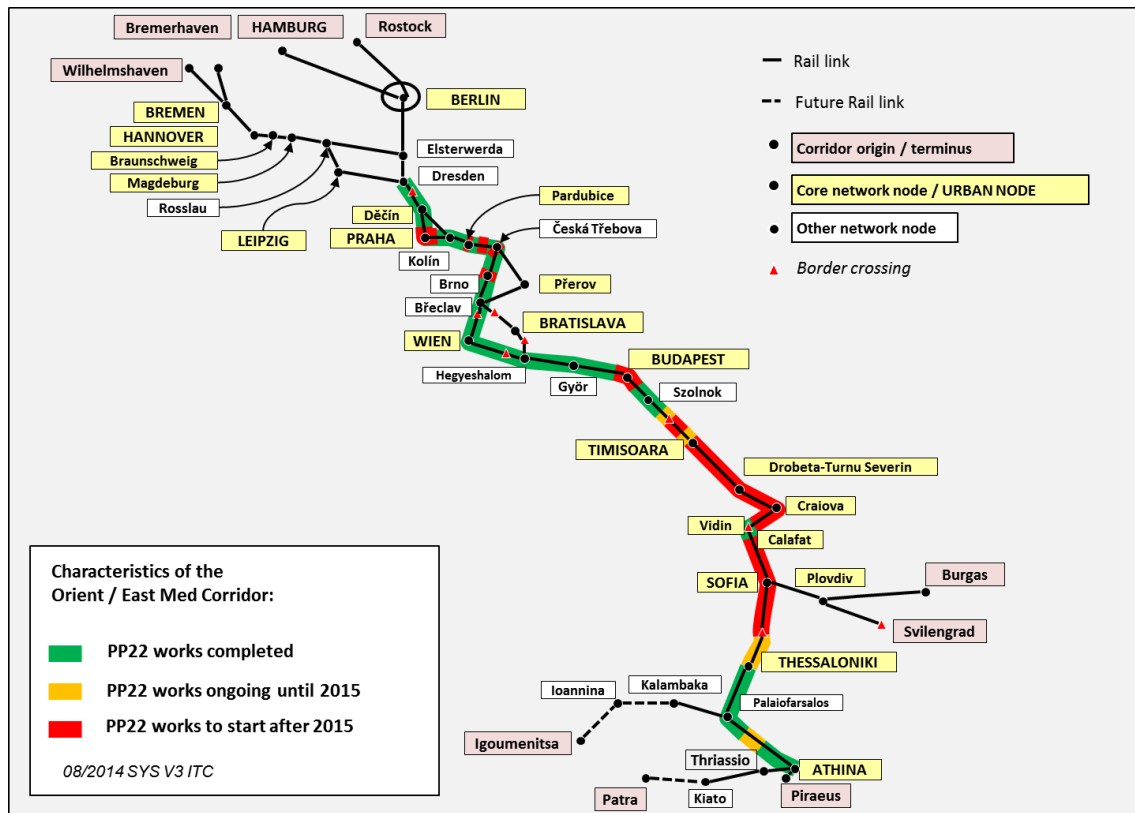 Bremerhaven
HAMBURG
Rostock
Wilhelmshaven
BREMEN
BERLIN
HANNOVER
Braunschweig
Magdeburg
Rosslau
LEIPZIG
Elsterwerda
Dresden
Děčín
Pardubice
PRAHA
Česká Třebova
Kolín
Brno
Přerov
Břeclav
BRATISLAVA
WIEN
Hegyeshalom
BUDAPEST
Györ
Szolnok
TIMISOARA
Drobeta-Turnu Severin
Craiova
Vidin
Calafat
SOFIA
Plovdiv
Burgas
Svilengrad
THESSALONIKI
Ioannina
Kalambaka
Palaiofarsalos
Igoumenitsa
Thriassio
ATHINA
Patra
Kiato
Piraeus
Rail link
Future Rail link
Corridor origin / terminus
Core network node / URBAN NODE
Other network node
Border crossing
Characteristics of the
Orient / East Med Corridor:
PP22 works completed
PP22 works ongoing until 2015
PP22 works to start after 2015
08/2014 SYS V3 ITC